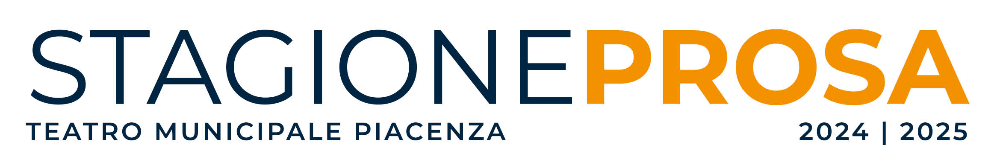 STAGIONEPROSA
TEATRO MUNICIPALE PIACENZA 2024 | 2025